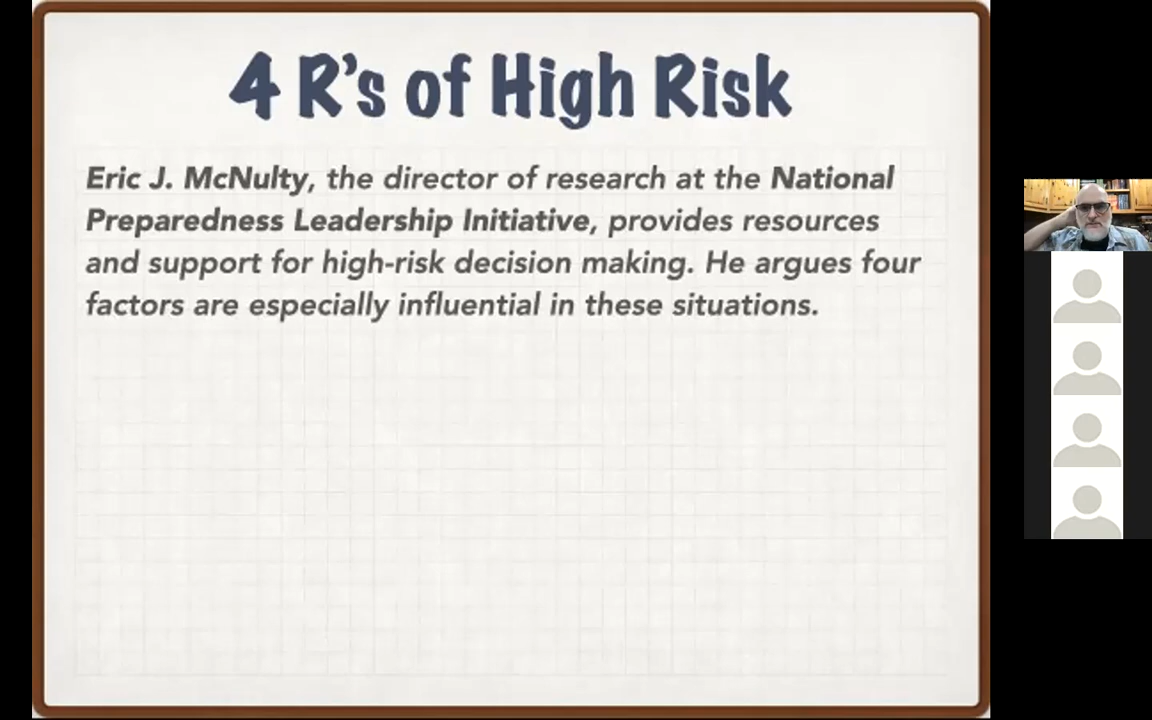 4 R's of High Risk
Eric J. McNulty, the director of research at the National
Preparedness Leadership Initiative, provides resources
and support for high-risk decision making. He argues four
factors are especially influential in these situations.